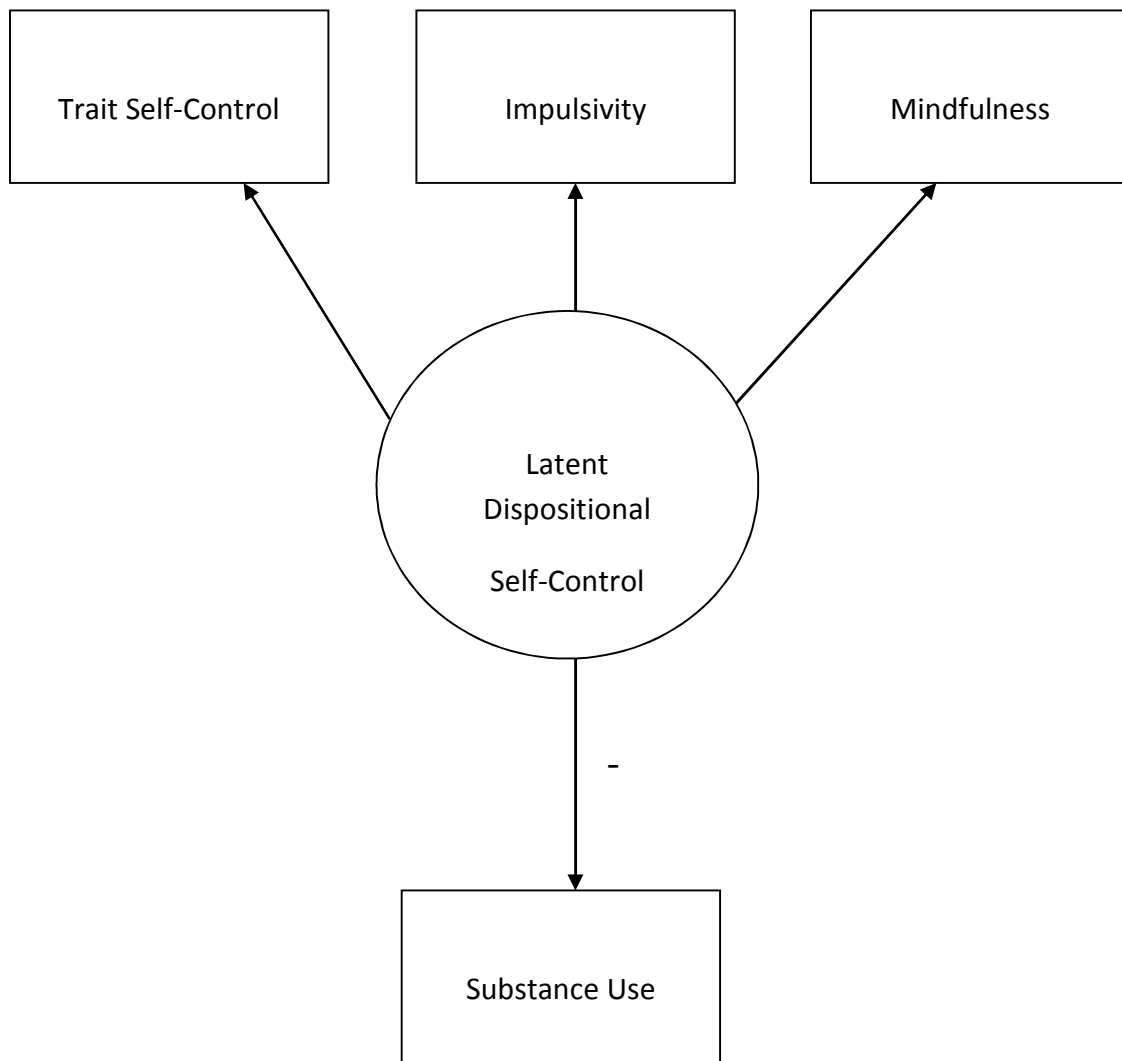 Trait Self-Control
Impulsivity
Mindfulness
Latent
Dispositional
Self-Control
-
Substance Use